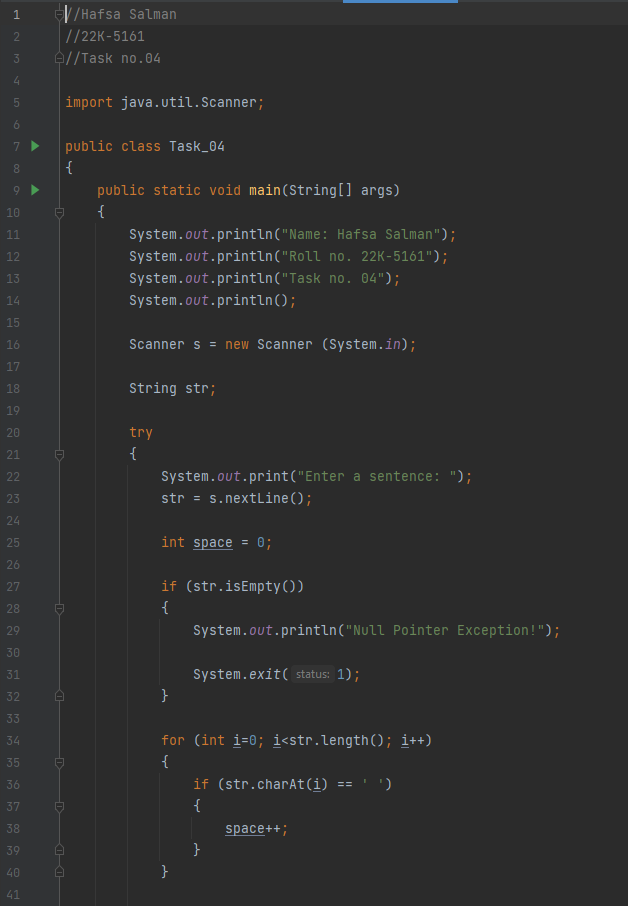 1 //Hafsa Salman
2 //22K-5161
3 //Task no.04
4
5 import java.util.Scanner;
6
7 public class Task_04
8 {
9 public static void main(String[] args)
10 {
11 System.out.println("Name: Hafsa Salman");
12 System.out.println("Roll no. 22K-5161");
13 System.out.println("Task no. 04");
14 System.out.println();
15
16 Scanner s = new Scanner (System.in);
17
18 String str;
19
20 try
21 {
22 System.out.print("Enter a sentence: ");
23 str = s.nextLine();
24
25 int space = 0;
26
27 if (str.isEmpty())
28 {
29 System.out.println("Null Pointer Exception!");
30
31 System.exit( status: 1);
32 }
33
34 for (int i=0; i<str.length(); i++)
35 {
36 if (str.charAt(i) == ' ')
37 {
38 space++;
39 }
40 }
41